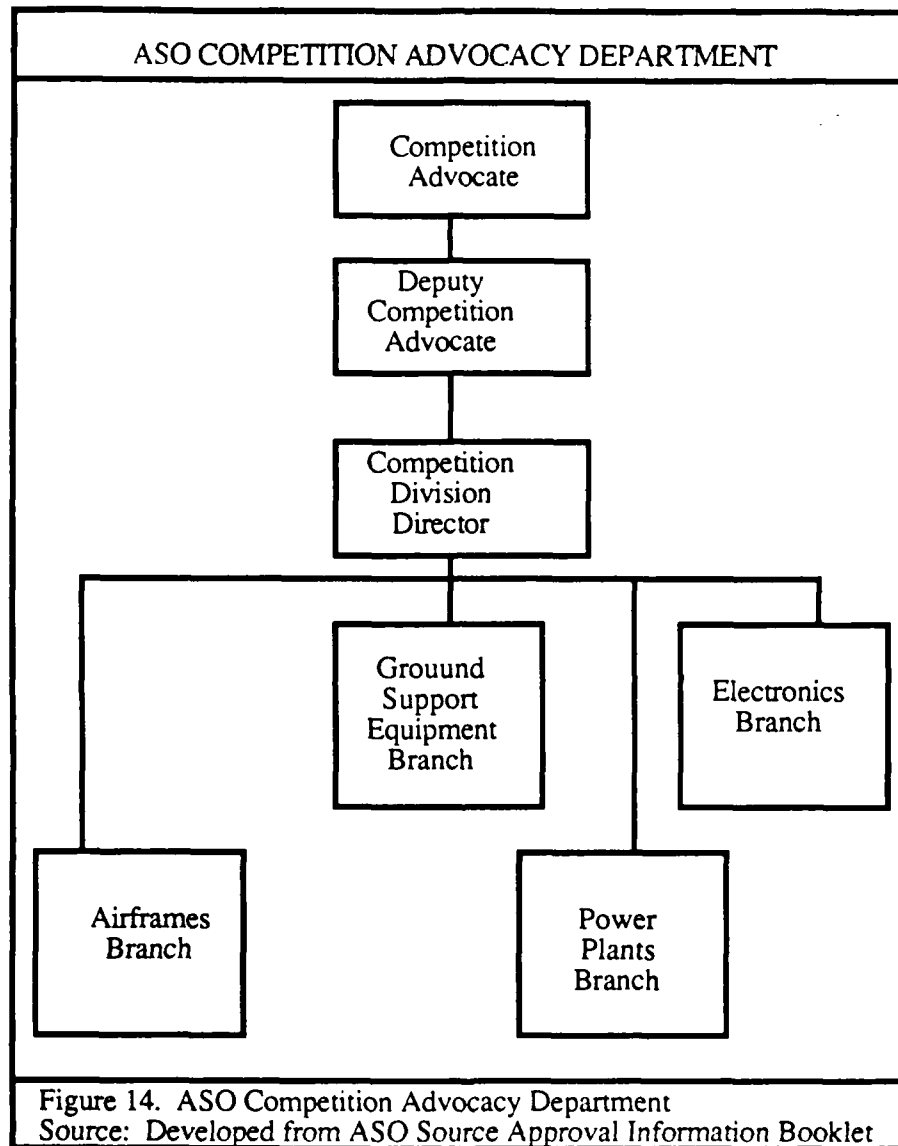 ASO COMPETITION ADVOCACY DEPARTMENT
Competition
Advocate
Deputy
Competition
Advocate
Competition
Division
Director
Grouund
Support
Equipment
Branch
Electronics
Branch
Airframes
Branch
Power
Plants
Branch
Figure 14. ASO Competition Advocacy Department
Source: Developed from ASO Source Approval Information Booklet